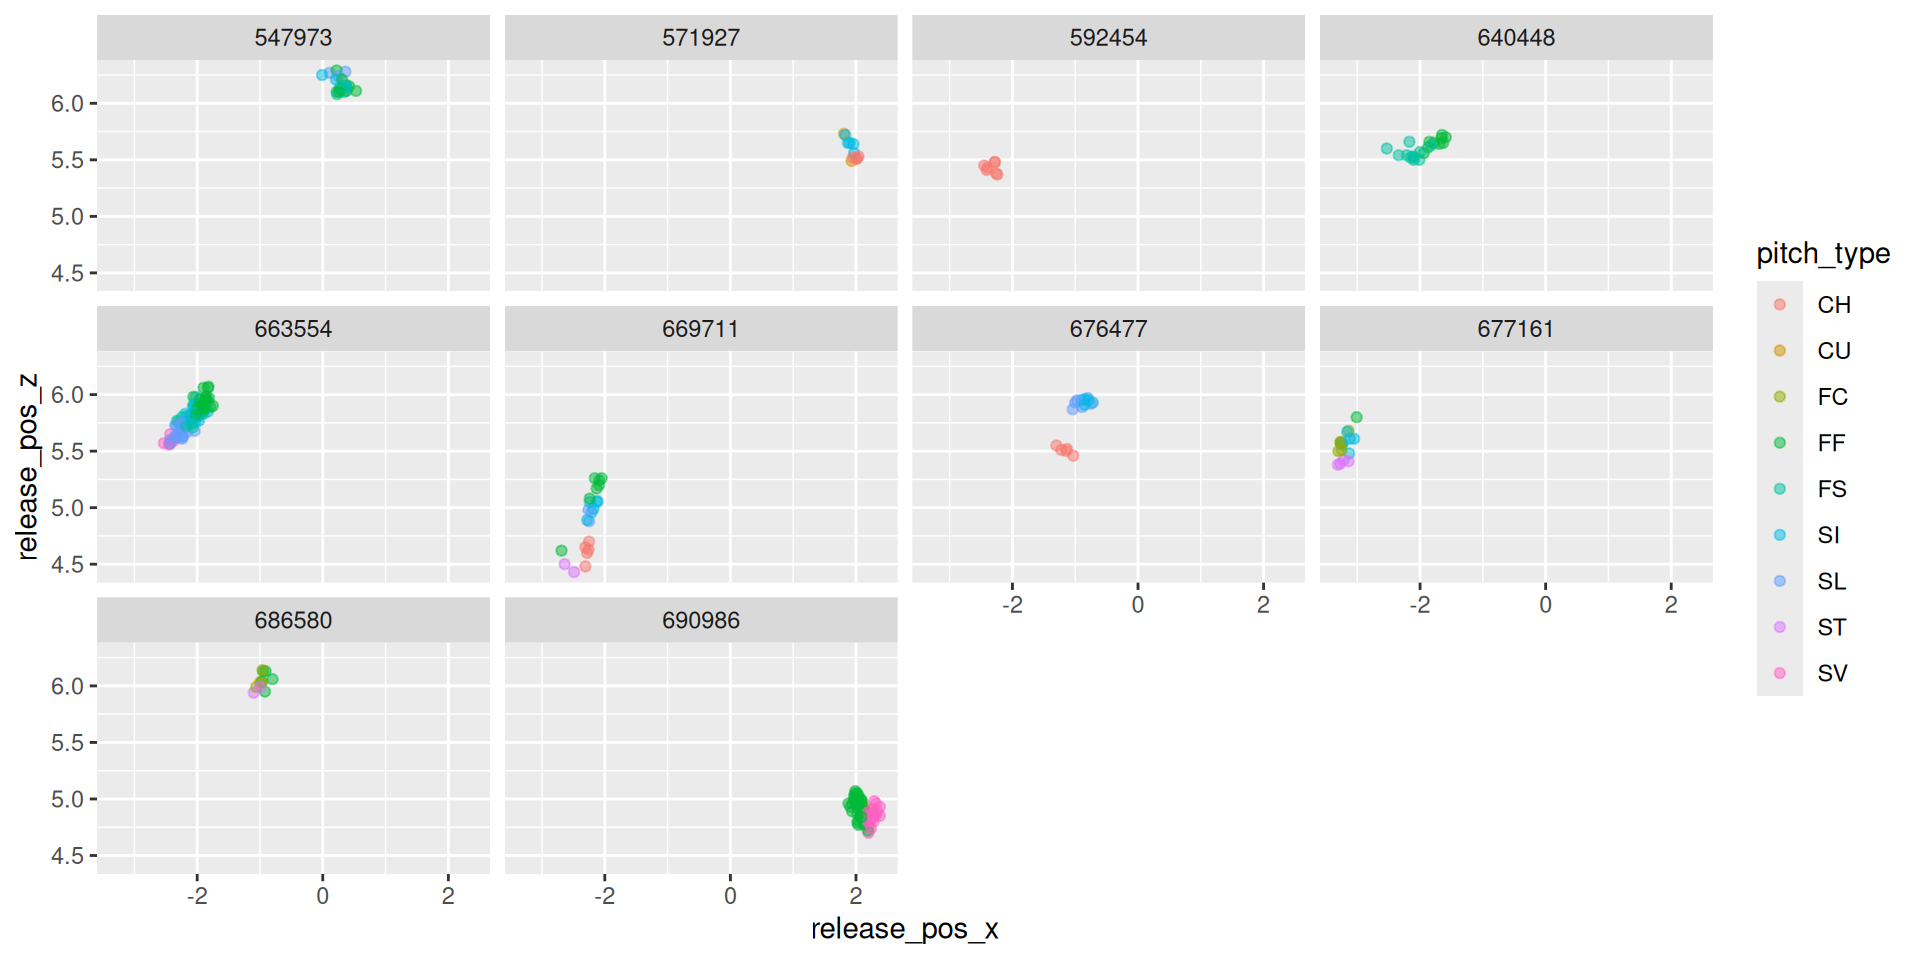 547973 571927 592454 640448
6.0
5.5
5.0
4.5
663554 669711 676477 677161
6.0
5.5
5.0
4.5
-2 0 2 -2 0 2
686580 690986
6.0
5.5
5.0
4.5
-2 0 2 -2 0 2
release_pos_x
release_pos_z
pitch_type
CH
CU
FC
FF
FS
SI
SL
ST
SV